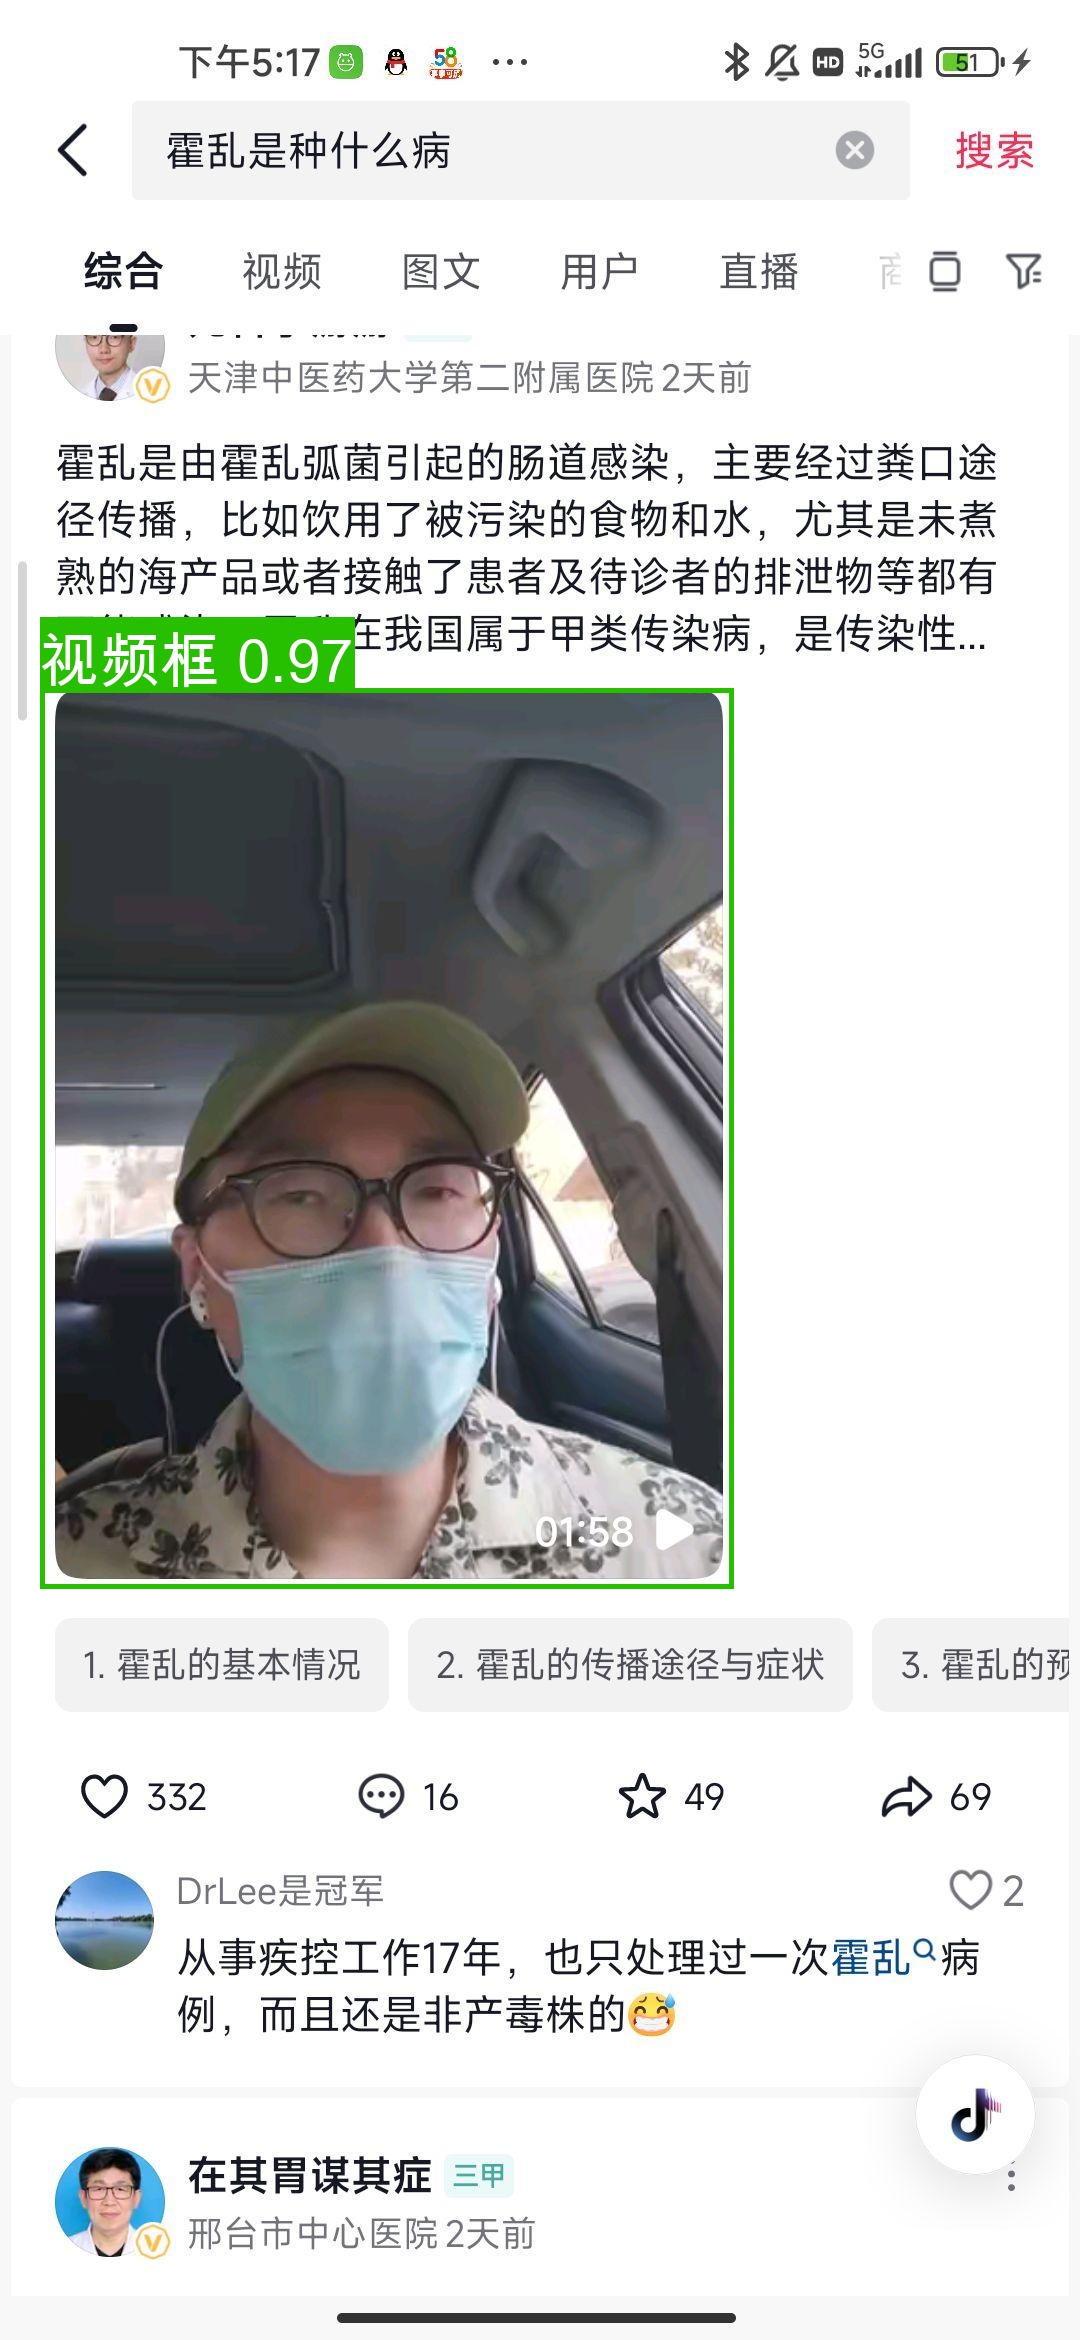 下午5:17 58 ... HD 5G 51
霍乱是种什么病
搜索
综合 视频 图文 用户 直播
天津中医药大学第二附属医院 2天前
霍乱是由霍乱弧菌引起的肠道感染，主要经过粪口途
径传播，比如饮用了被污染的食物和水，尤其是未煮
熟的海产品或者接触了患者及待诊者的排泄物等都有
在我国属于甲类传染病，是传染性...
视频框 0.97
01:58
1. 霍乱的基本情况 2. 霍乱的传播途径与症状 3. 霍乱的预
332 16 49 69
DrLee是冠军 2
从事疾控工作17年，也只处理过一次霍乱病
例，而且还是非产毒株的😅
在其胃谋其症 三甲
邢台市中心医院 2天前